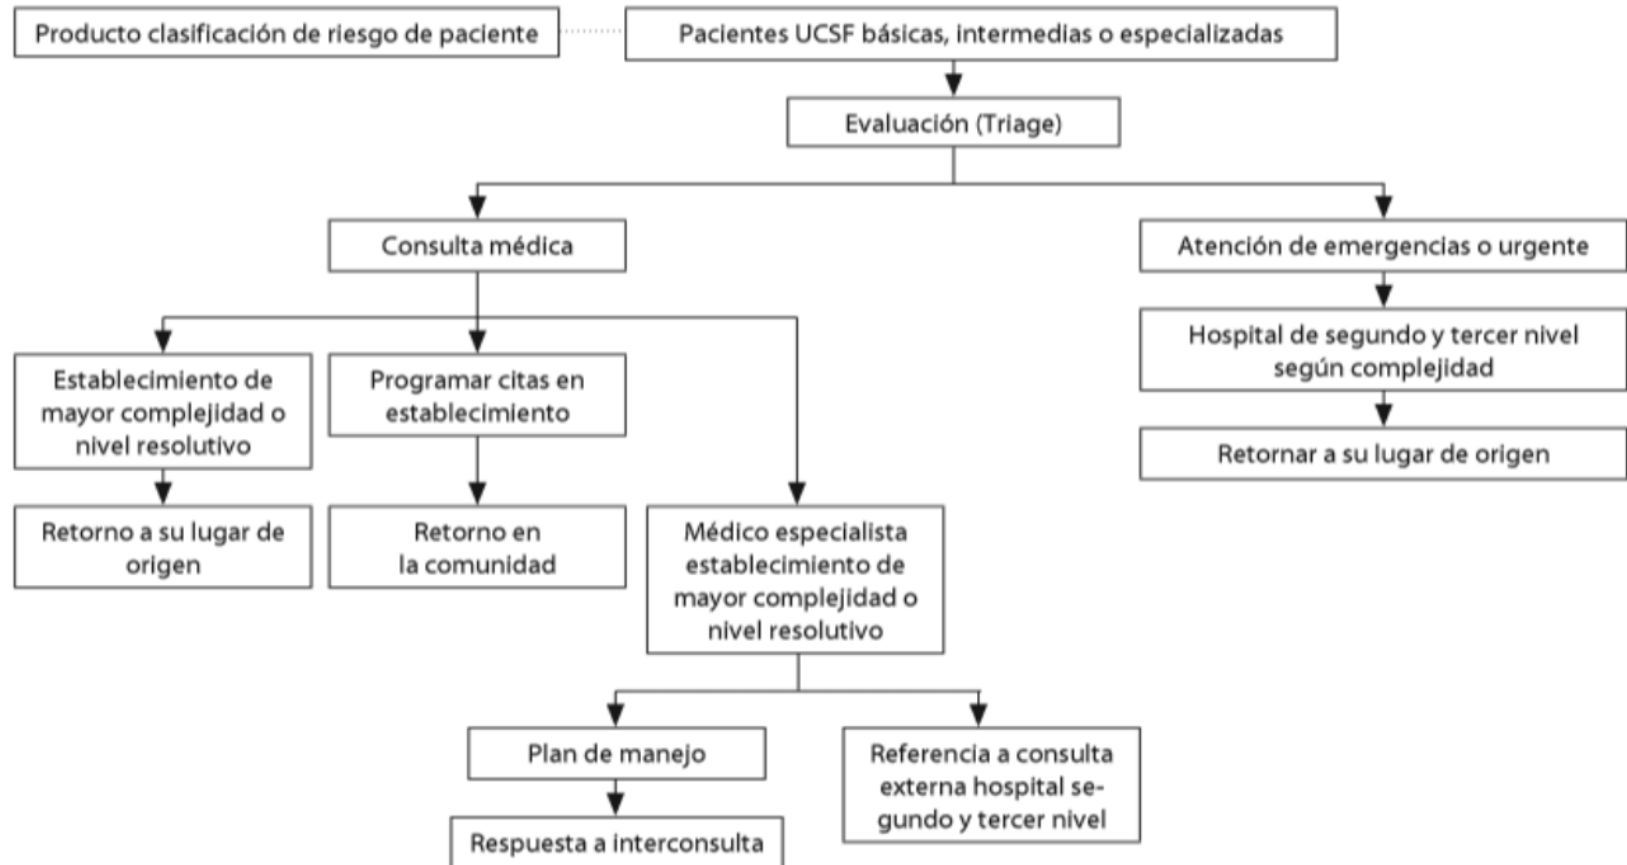 Producto clasificación de riesgo de paciente
Pacientes UCSF básicas, intermedias o especializadas
Evaluación (Triage)
Consulta médica
Atención de emergencias o urgente
Establecimiento de
mayor complejidad o
nivel resolutivo
Programar citas en
establecimiento
Hospital de segundo y tercer nivel
según complejidad
Retornar a su lugar de origen
Retorno a su lugar de
origen
Retorno en
la comunidad
Médico especialista
establecimiento de
mayor complejidad o
nivel resolutivo
Plan de manejo
Referencia a consulta
externa hospital se-
gundo y tercer nivel
Respuesta a interconsulta